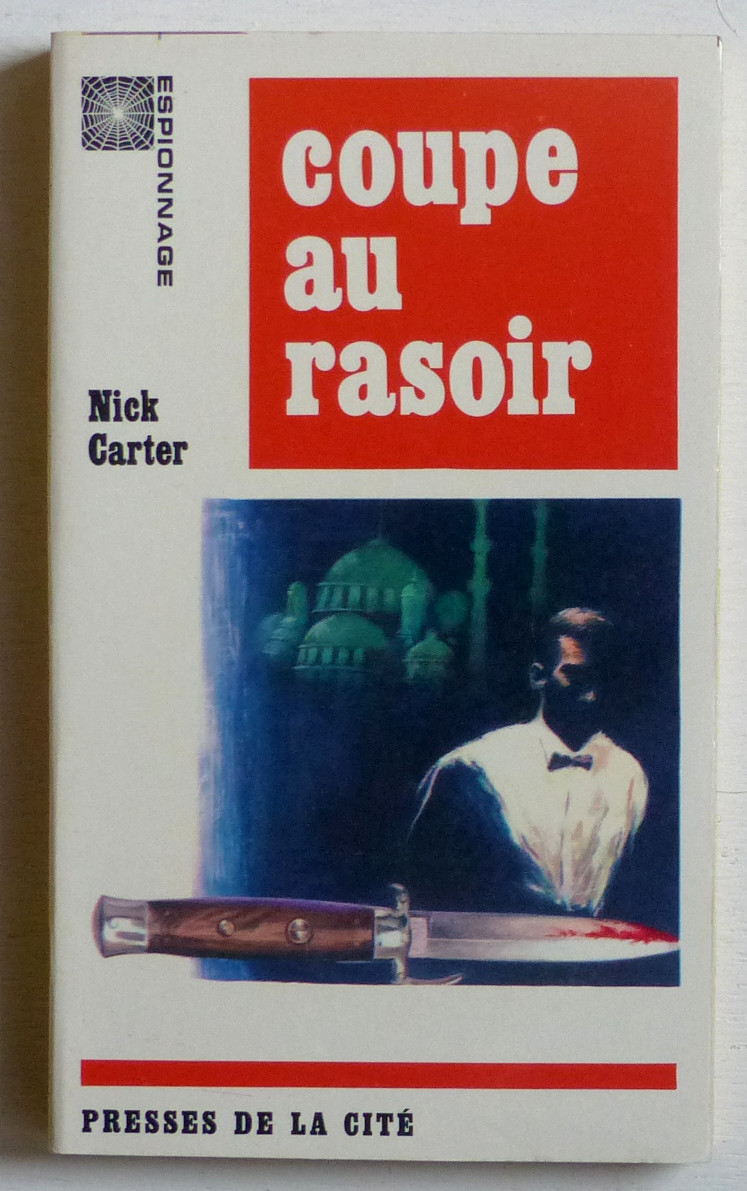 ESPIONNAGE
coupe
au
rasoir
Nick
Carter
PRESSES DE LA CITÉ